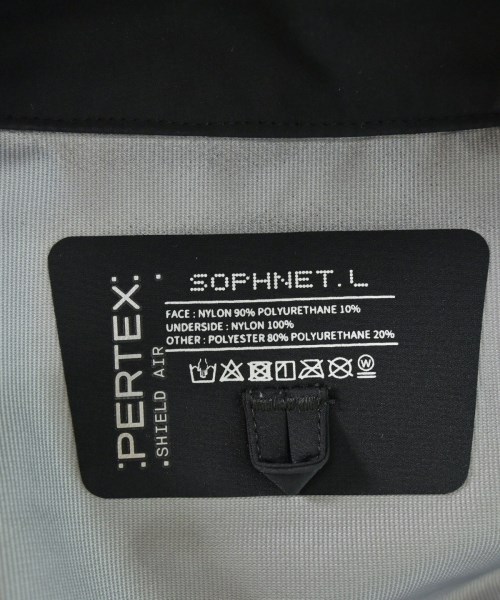 SOPHNET. L
FACE : NYLON 90% POLYURETHANE 10%
UNDERSIDE : NYLON 100%
OTHER : POLYESTER 80% POLYURETHANE 20%
W
PERTEX
SHIELD AIR